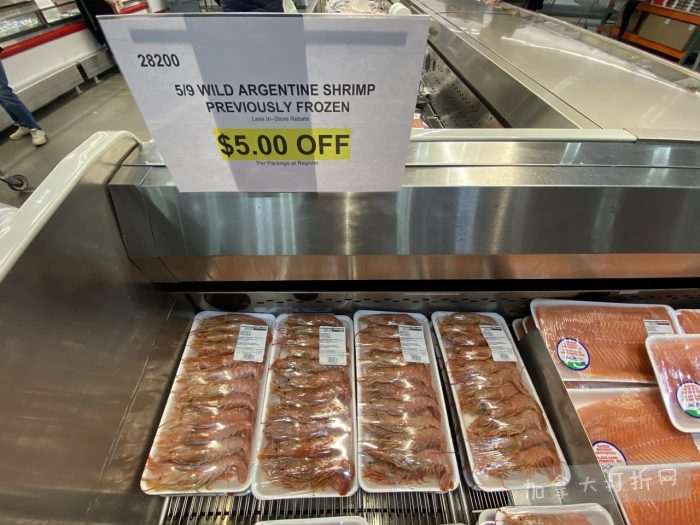 28200
5/9 WILD ARGENTINE SHRIMP
PREVIOUSLY FROZEN
Less In-Store Rebate
$5.00 OFF
Per Package at Register
加拿大打折网